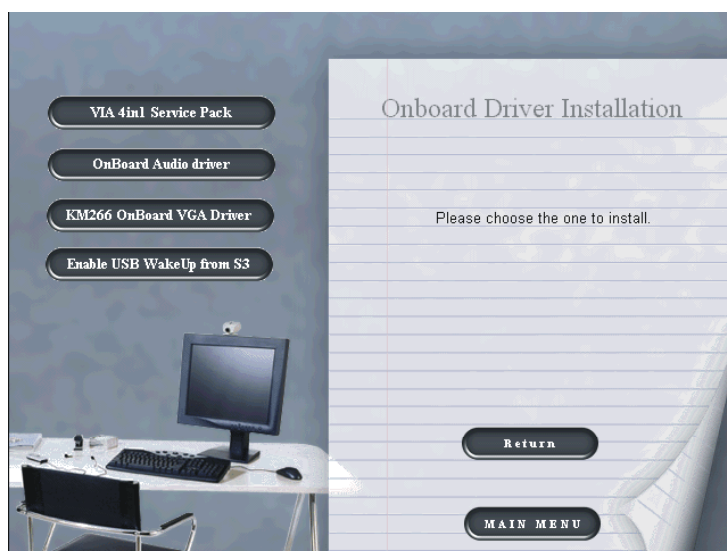 VIA 4in1 Service Pack
OnBoard Audio driver
KM266 OnBoard VGA Driver
Enable USB WakeUp from S3
Onboard Driver Installation
Please choose the one to install.
Return
MAIN MENU